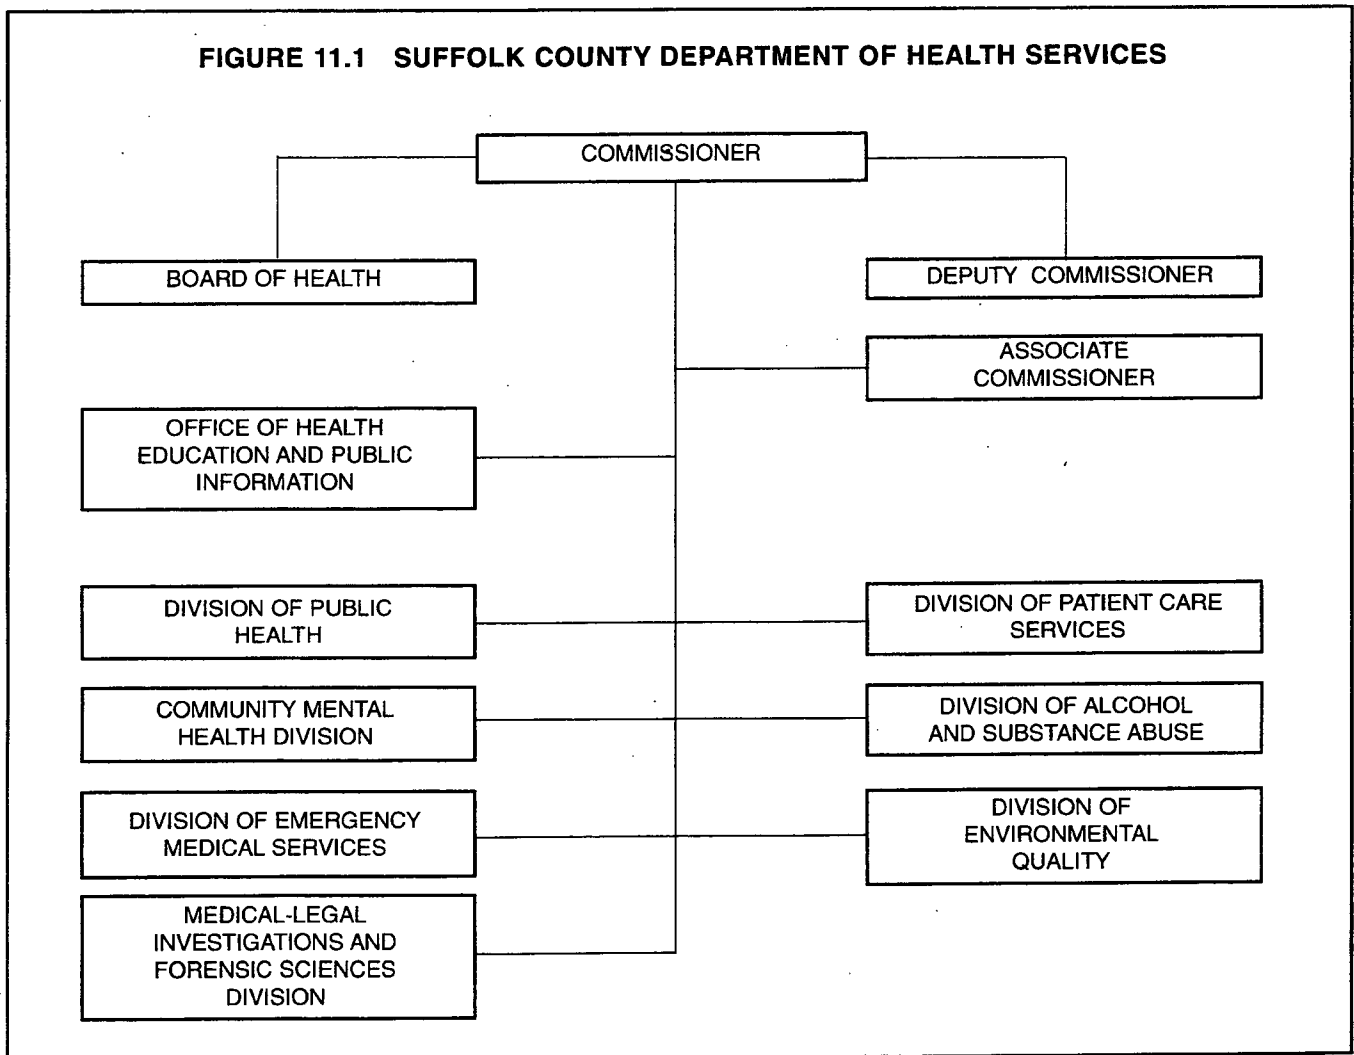 FIGURE 11.1 SUFFOLK COUNTY DEPARTMENT OF HEALTH SERVICES
COMMISSIONER
BOARD OF HEALTH
DEPUTY COMMISSIONER
ASSOCIATE
COMMISSIONER
OFFICE OF HEALTH
EDUCATION AND PUBLIC
INFORMATION
DIVISION OF PUBLIC
HEALTH
DIVISION OF PATIENT CARE
SERVICES
COMMUNITY MENTAL
HEALTH DIVISION
DIVISION OF ALCOHOL
AND SUBSTANCE ABUSE
DIVISION OF EMERGENCY
MEDICAL SERVICES
DIVISION OF
ENVIRONMENTAL
QUALITY
MEDICAL-LEGAL
INVESTIGATIONS AND
FORENSIC SCIENCES
DIVISION